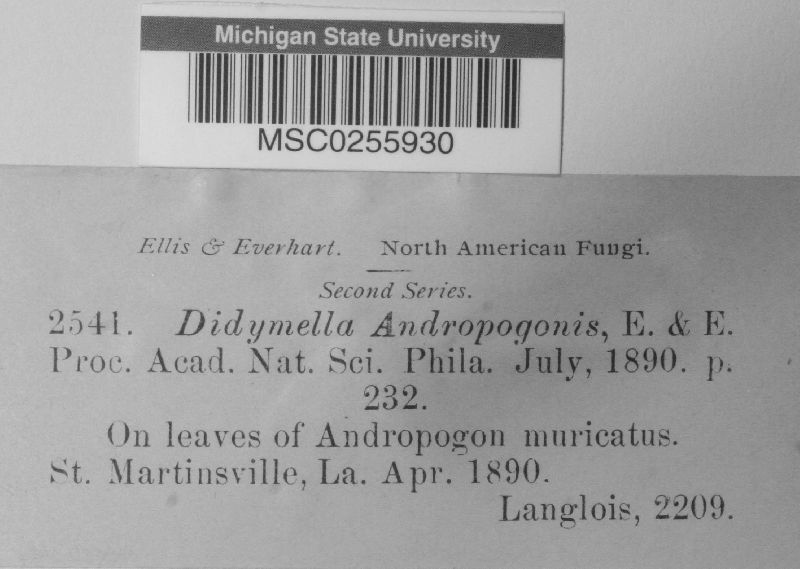 Michigan State University
MSC0255930
Ellis & Everhart. North American Fungi.
Second Series.
2541. Didymella Andropogonis, E. & E.
Proc. Acad. Nat. Sci. Phila. July, 1890. p.
232.
On leaves of Andropogon muricatus.
St. Martinsville, La. Apr. 1890.
Langlois, 2209.